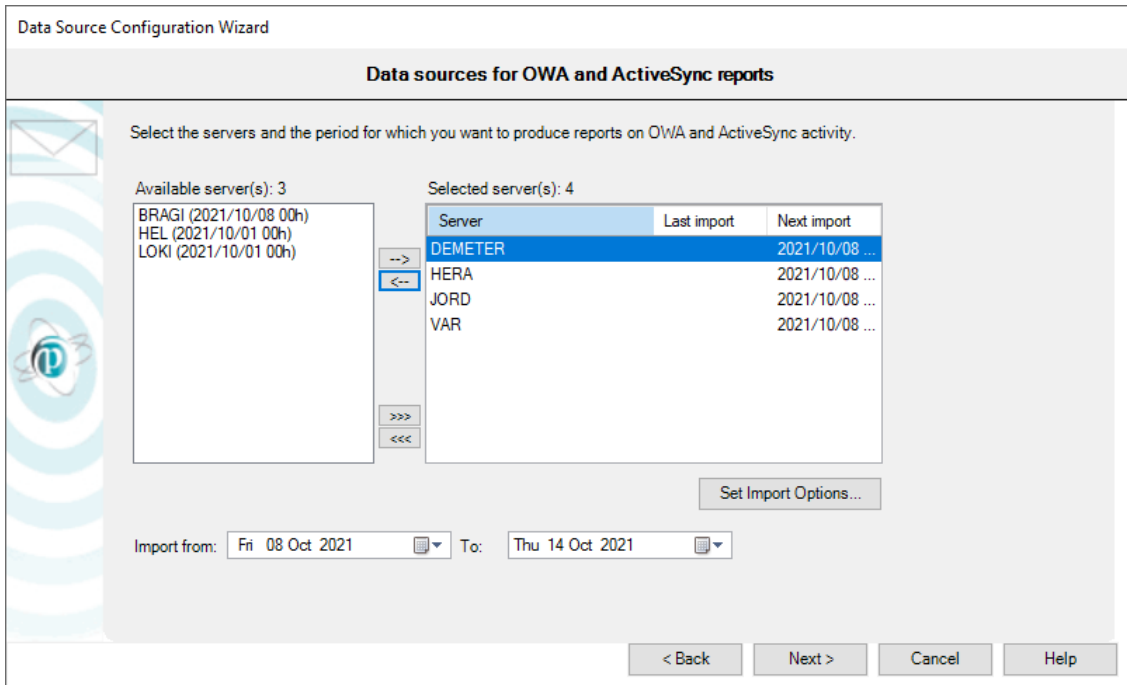 Data Source Configuration Wizard
Data sources for OWA and ActiveSync reports
Select the servers and the period for which you want to produce reports on OWA and ActiveSync activity.
Available server(s): 3
BRAGI (2021/10/08 00h)
HEL (2021/10/01 00h)
LOKI (2021/10/01 00h)
-->
<--
>>>
<<<
Selected server(s): 4
Server Last import Next import
DEMETER 2021/10/08 ...
HERA 2021/10/08 ...
JORD 2021/10/08 ...
VAR 2021/10/08 ...
Set Import Options...
Import from: Fri 08 Oct 2021 To: Thu 14 Oct 2021
< Back Next > Cancel Help